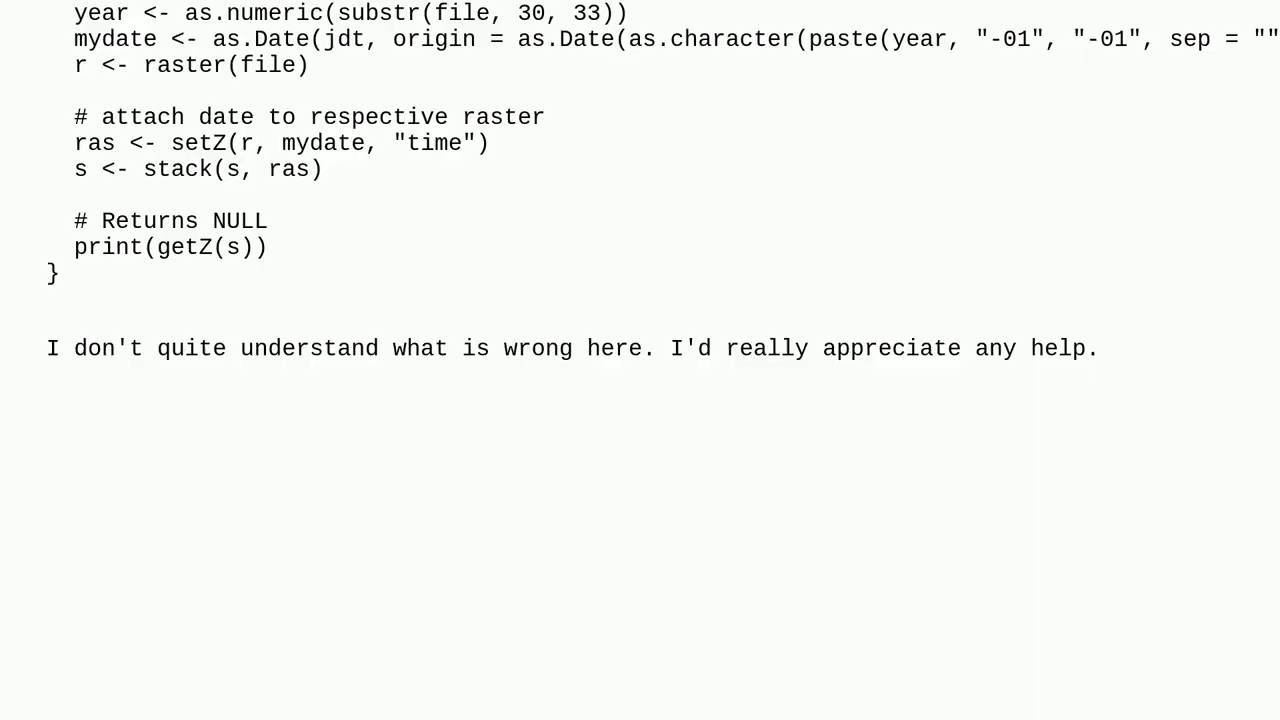 year <- as.numeric(substr(file, 30, 33))
mydate <- as.Date(jdt, origin = as.Date(as.character(paste(year, "-01", "-01", sep = ""
r <- raster(file)
# attach date to respective raster
ras <- setZ(r, mydate, "time")
s <- stack(s, ras)
# Returns NULL
print(getZ(s))
}
I don't quite understand what is wrong here. I'd really appreciate any help.